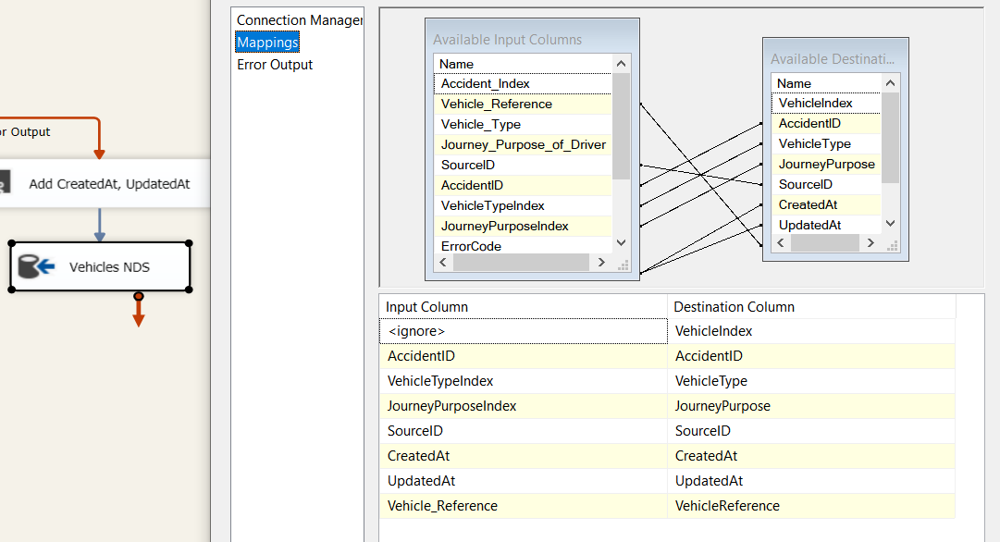 r Output
Add CreatedAt, UpdatedAt
Vehicles NDS
Connection Manager
Mappings
Error Output
Available Input Columns
Name
Accident_Index
Vehicle_Reference
Vehicle_Type
Journey_Purpose_of_Driver
SourceID
AccidentID
VehicleTypeIndex
JourneyPurposeIndex
ErrorCode
Available Destinati...
Name
VehicleIndex
AccidentID
VehicleType
JourneyPurpose
SourceID
CreatedAt
UpdatedAt
Input Column Destination Column
<ignore> VehicleIndex
AccidentID AccidentID
VehicleTypeIndex VehicleType
JourneyPurposeIndex JourneyPurpose
SourceID SourceID
CreatedAt CreatedAt
UpdatedAt UpdatedAt
Vehicle_Reference VehicleReference